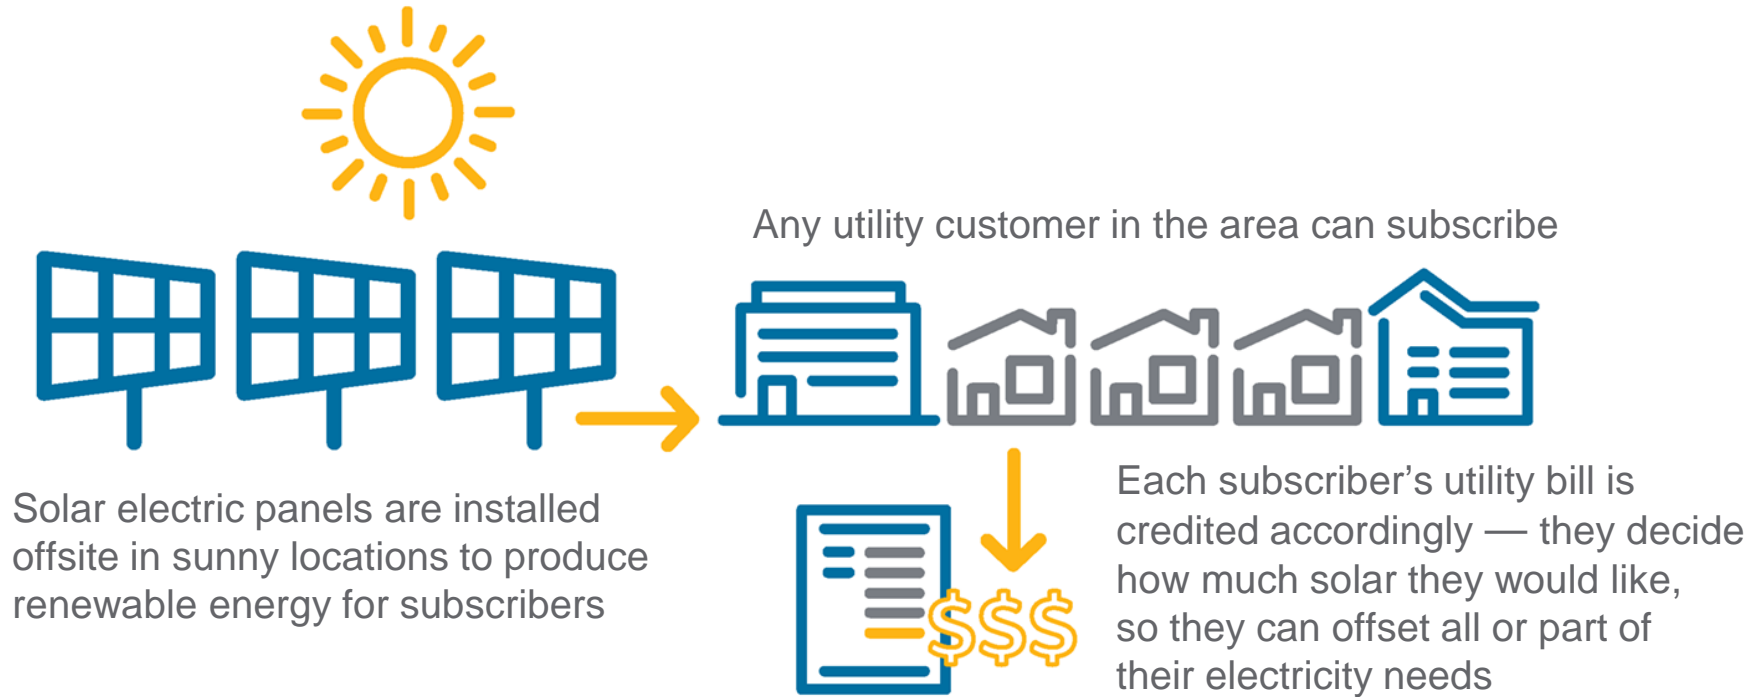 Any utility customer in the area can subscribe
Solar electric panels are installed
offsite in sunny locations to produce
renewable energy for subscribers
Each subscriber’s utility bill is
credited accordingly — they decide
how much solar they would like,
so they can offset all or part of
their electricity needs
$$$